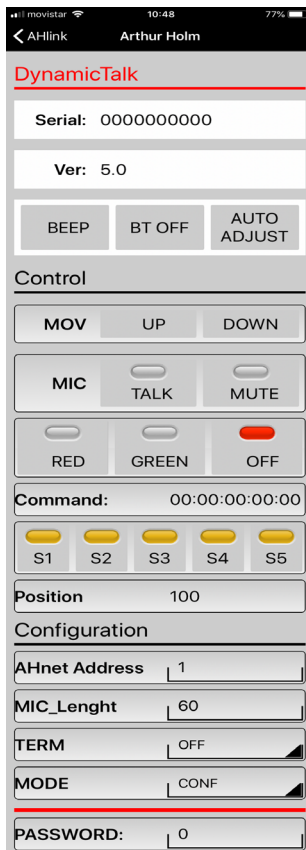 movistar 10:48 77%
AHlink Arthur Holm
DynamicTalk
Serial: 0000000000
Ver: 5.0
BEEP BT OFF AUTO ADJUST
Control
MOV UP DOWN
MIC TALK MUTE
RED GREEN OFF
Command: 00:00:00:00:00
S1 S2 S3 S4 S5
Position 100
Configuration
AHnet Address 1
MIC_Lenght 60
TERM OFF
MODE CONF
PASSWORD: 0